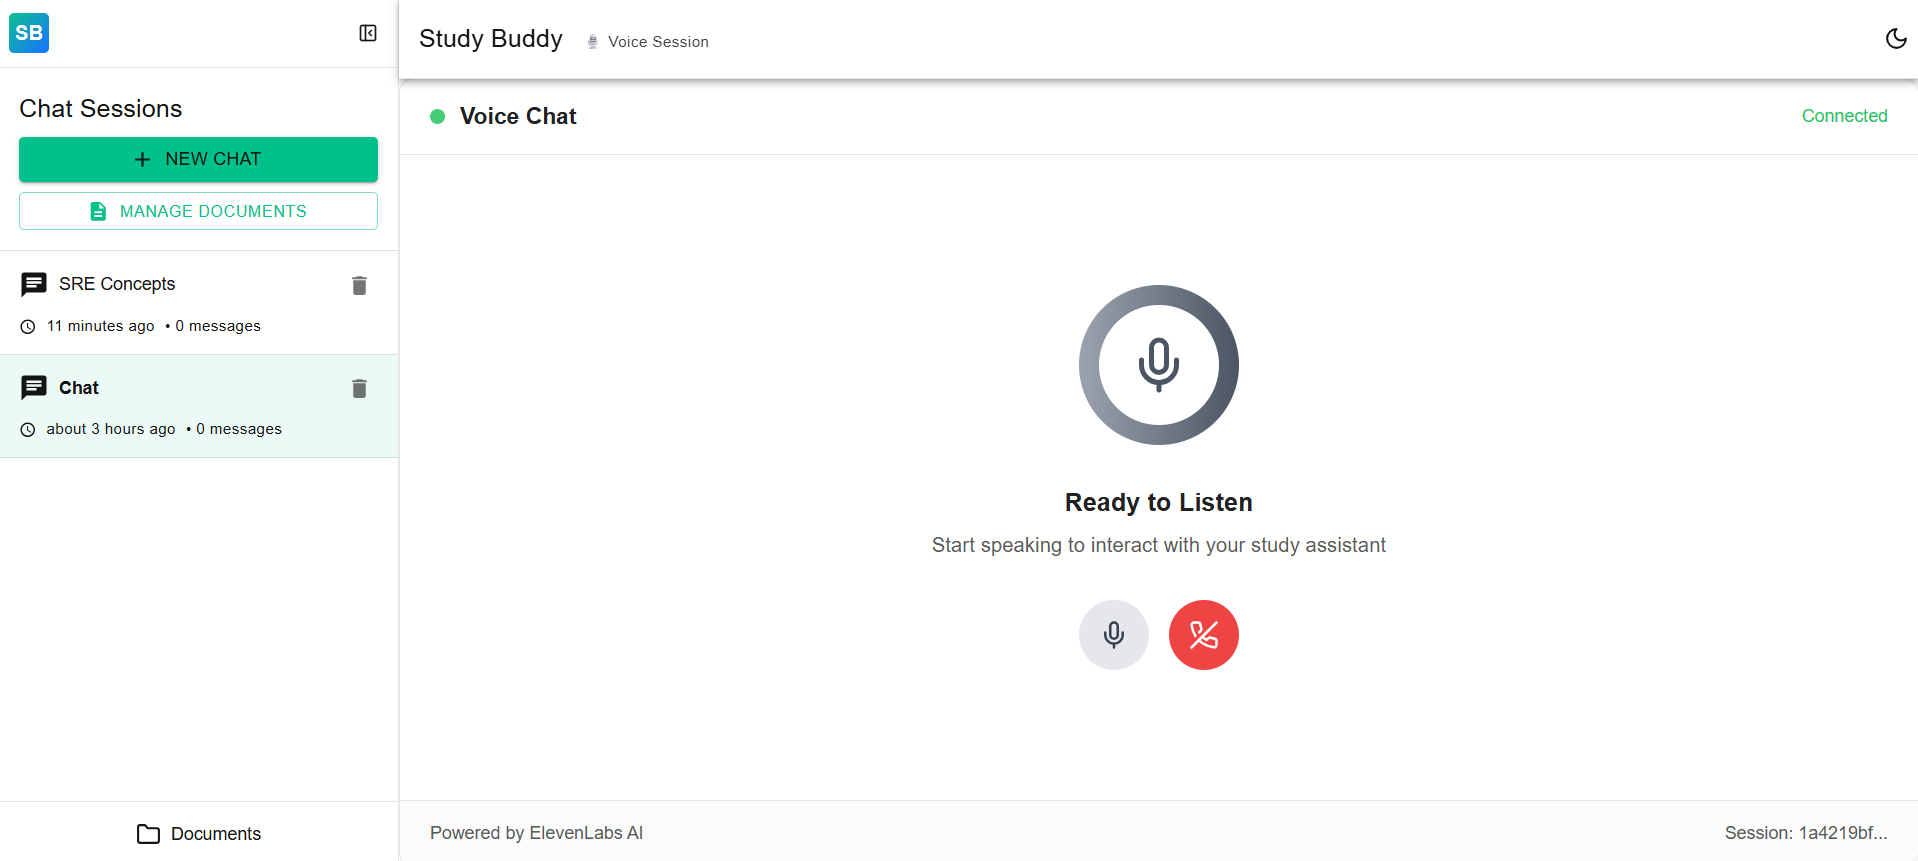 SB
Chat Sessions
NEW CHAT
MANAGE DOCUMENTS
SRE Concepts
11 minutes ago • 0 messages
Chat
about 3 hours ago • 0 messages
Documents
Study Buddy Voice Session
Voice Chat Connected
Ready to Listen
Start speaking to interact with your study assistant
Powered by ElevenLabs AI Session: 1a4219bf...